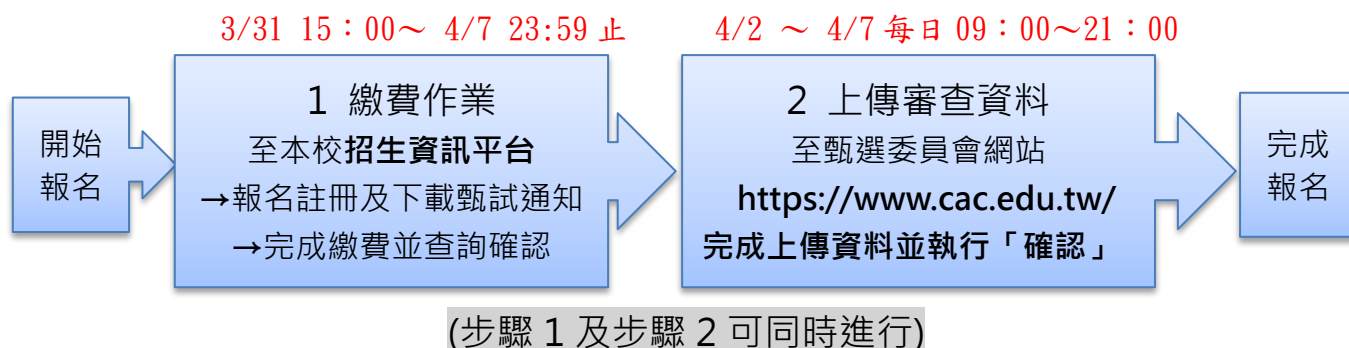 3/31 15：00～ 4/7 23:59 止
4/2 ～ 4/7 每日 09：00～21：00
開始
報名
1 繳費作業
至本校招生資訊平台
→報名註冊及下載甄試通知
→完成繳費並查詢確認
2 上傳審查資料
至甄選委員會網站
https://www.cac.edu.tw/
完成上傳資料並執行「確認」
完成
報名
(步驟 1 及步驟 2 可同時進行)